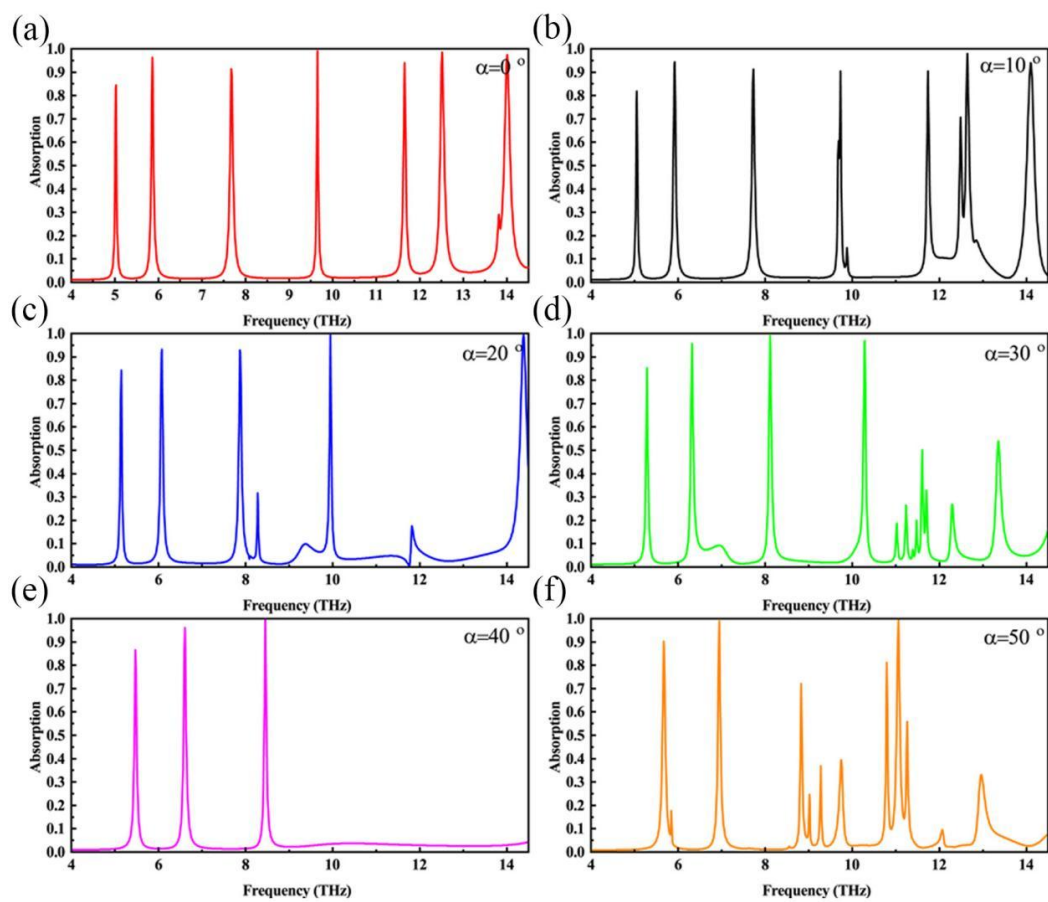 (a)
1.0
0.9
0.8
0.7
0.6
0.5
0.4
0.3
0.2
0.1
0.0
Absorption
α=0 °
4 5 6 7 8 9 10 11 12 13 14
Frequency (THz)
(b)
1.0
0.9
0.8
0.7
0.6
0.5
0.4
0.3
0.2
0.1
0.0
Absorption
α=10 °
4 6 8 10 12 14
Frequency (THz)
(c)
1.0
0.9
0.8
0.7
0.6
0.5
0.4
0.3
0.2
0.1
0.0
Absorption
α=20 °
4 6 8 10 12 14
Frequency (THz)
(d)
1.0
0.9
0.8
0.7
0.6
0.5
0.4
0.3
0.2
0.1
0.0
Absorption
α=30 °
4 6 8 10 12 14
Frequency (THz)
(e)
1.0
0.9
0.8
0.7
0.6
0.5
0.4
0.3
0.2
0.1
0.0
Absorption
α=40 °
4 6 8 10 12 14
Frequency (THz)
(f)
1.0
0.9
0.8
0.7
0.6
0.5
0.4
0.3
0.2
0.1
0.0
Absorption
α=50 °
4 6 8 10 12 14
Frequency (THz)